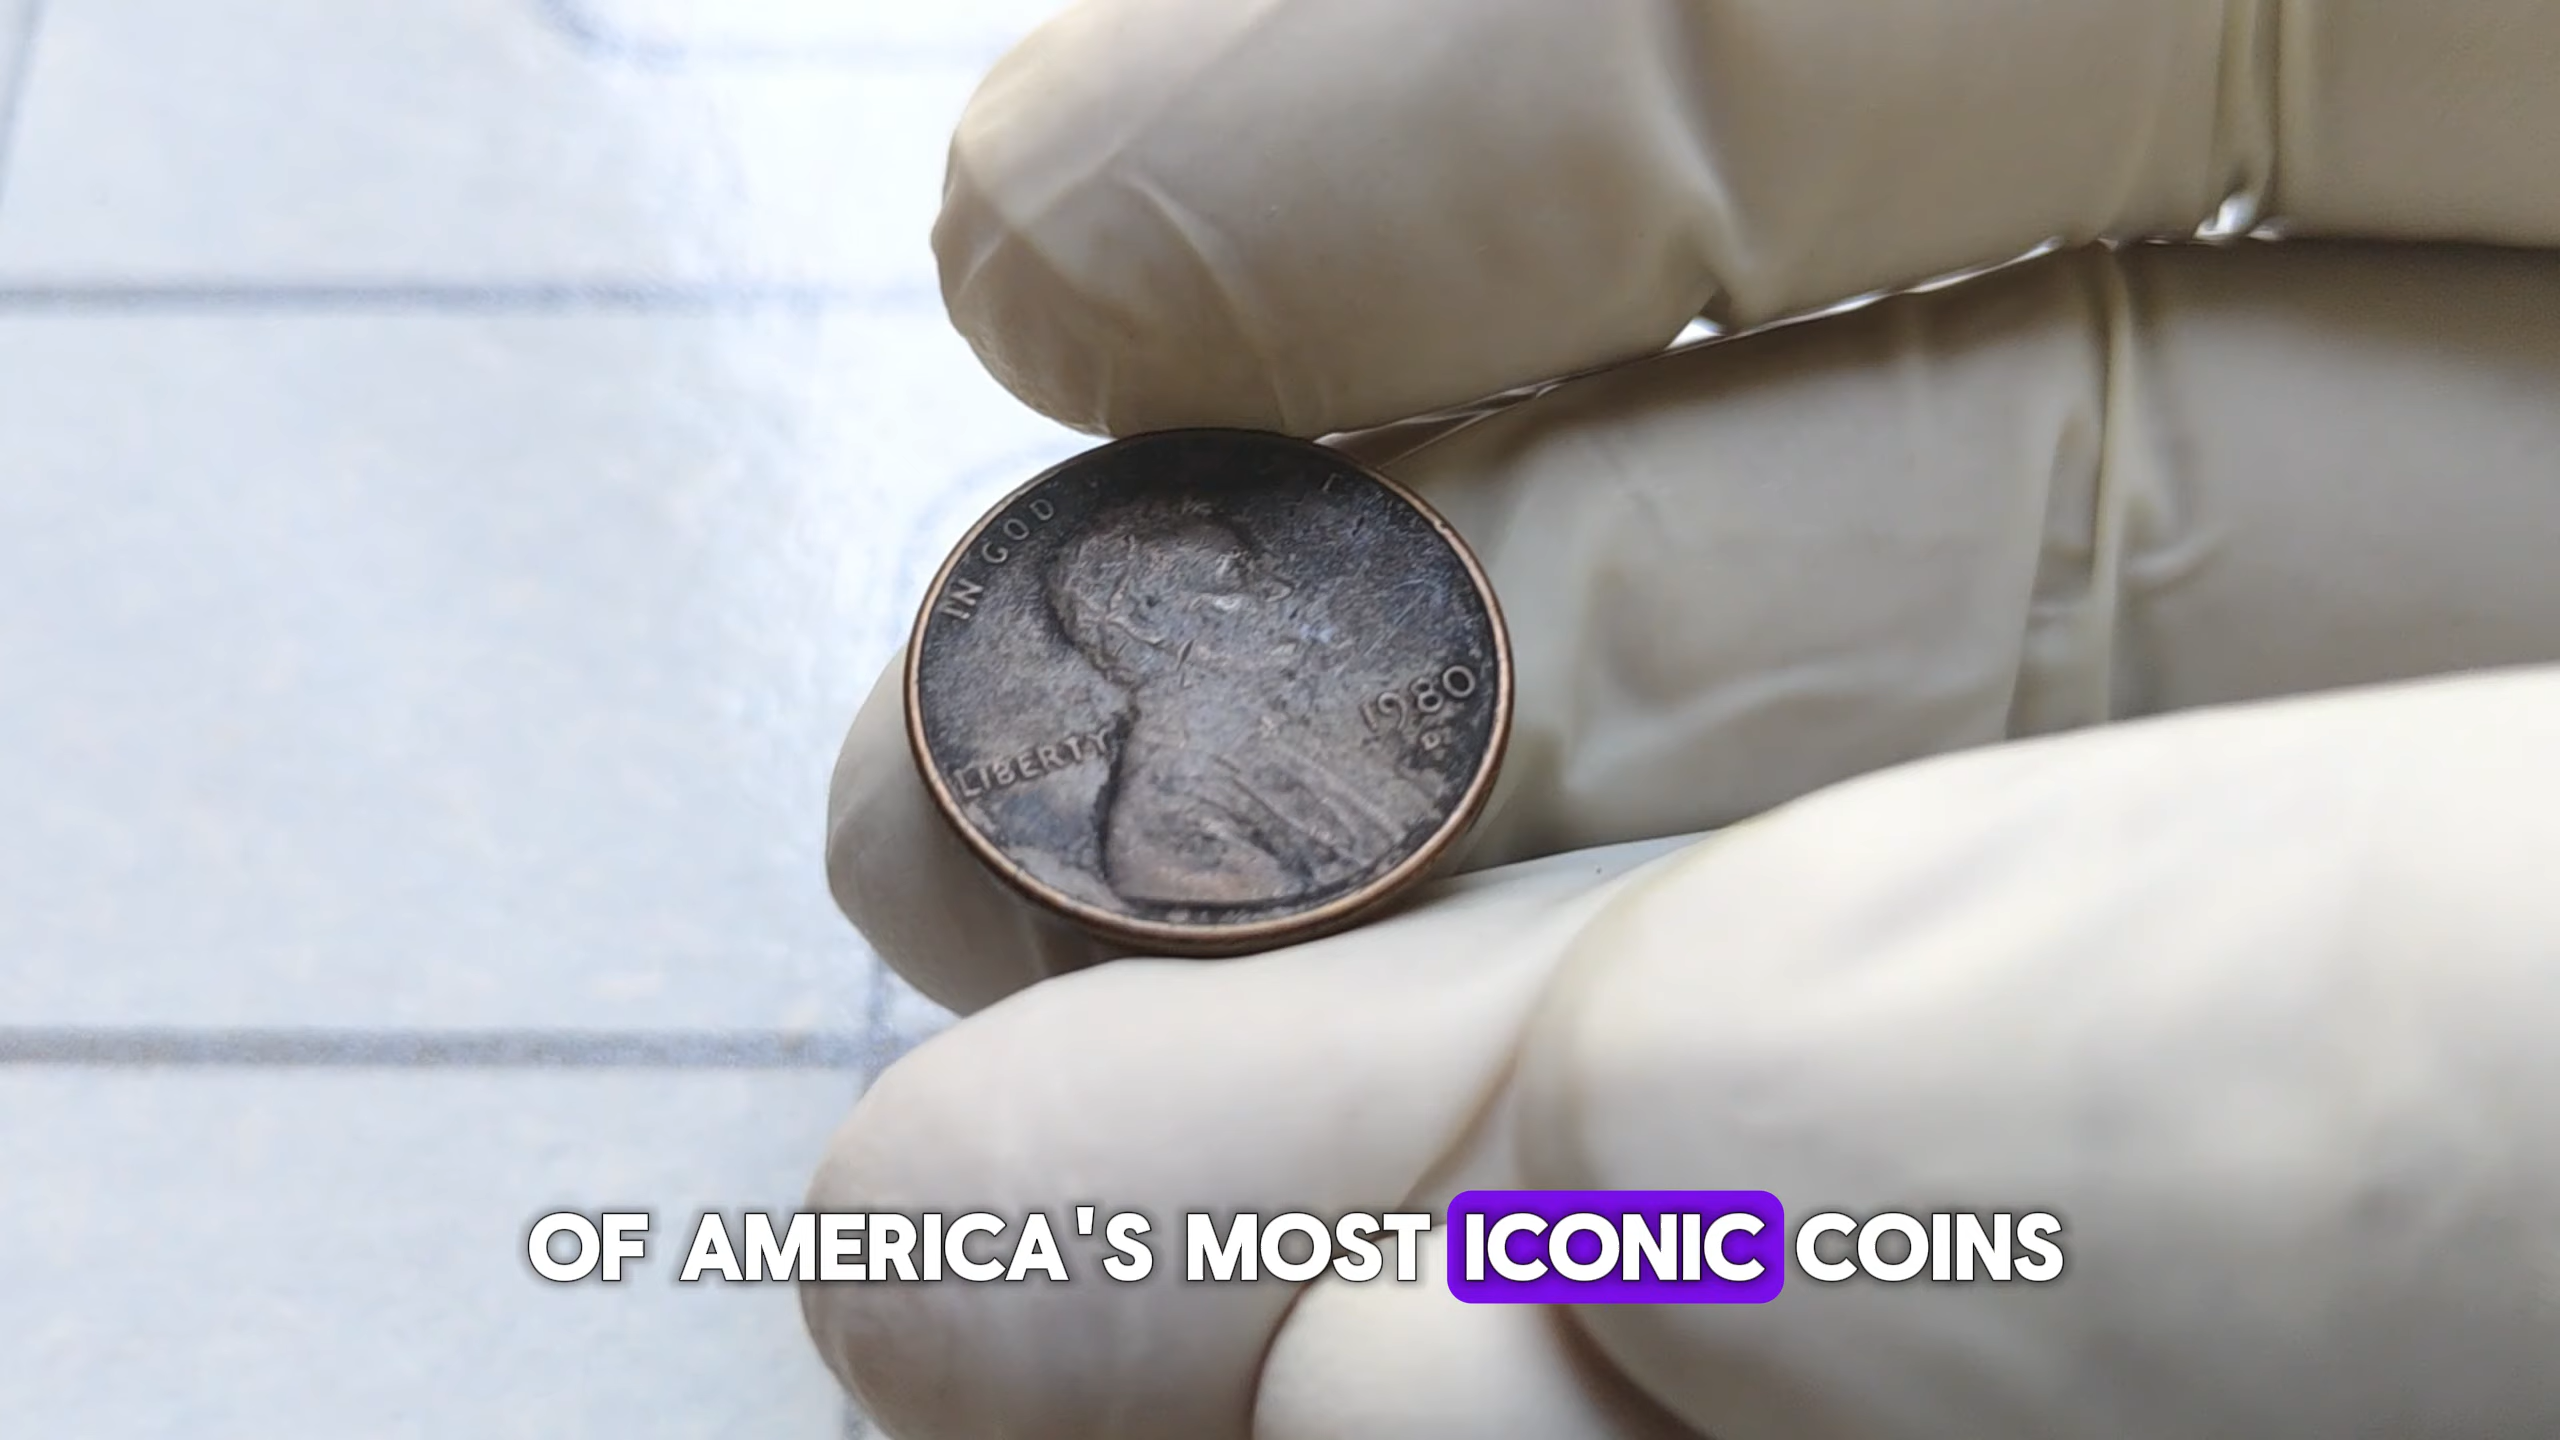 IN GOD
LIBERTY
1980
D
OF AMERICA'S MOST ICONIC COINS